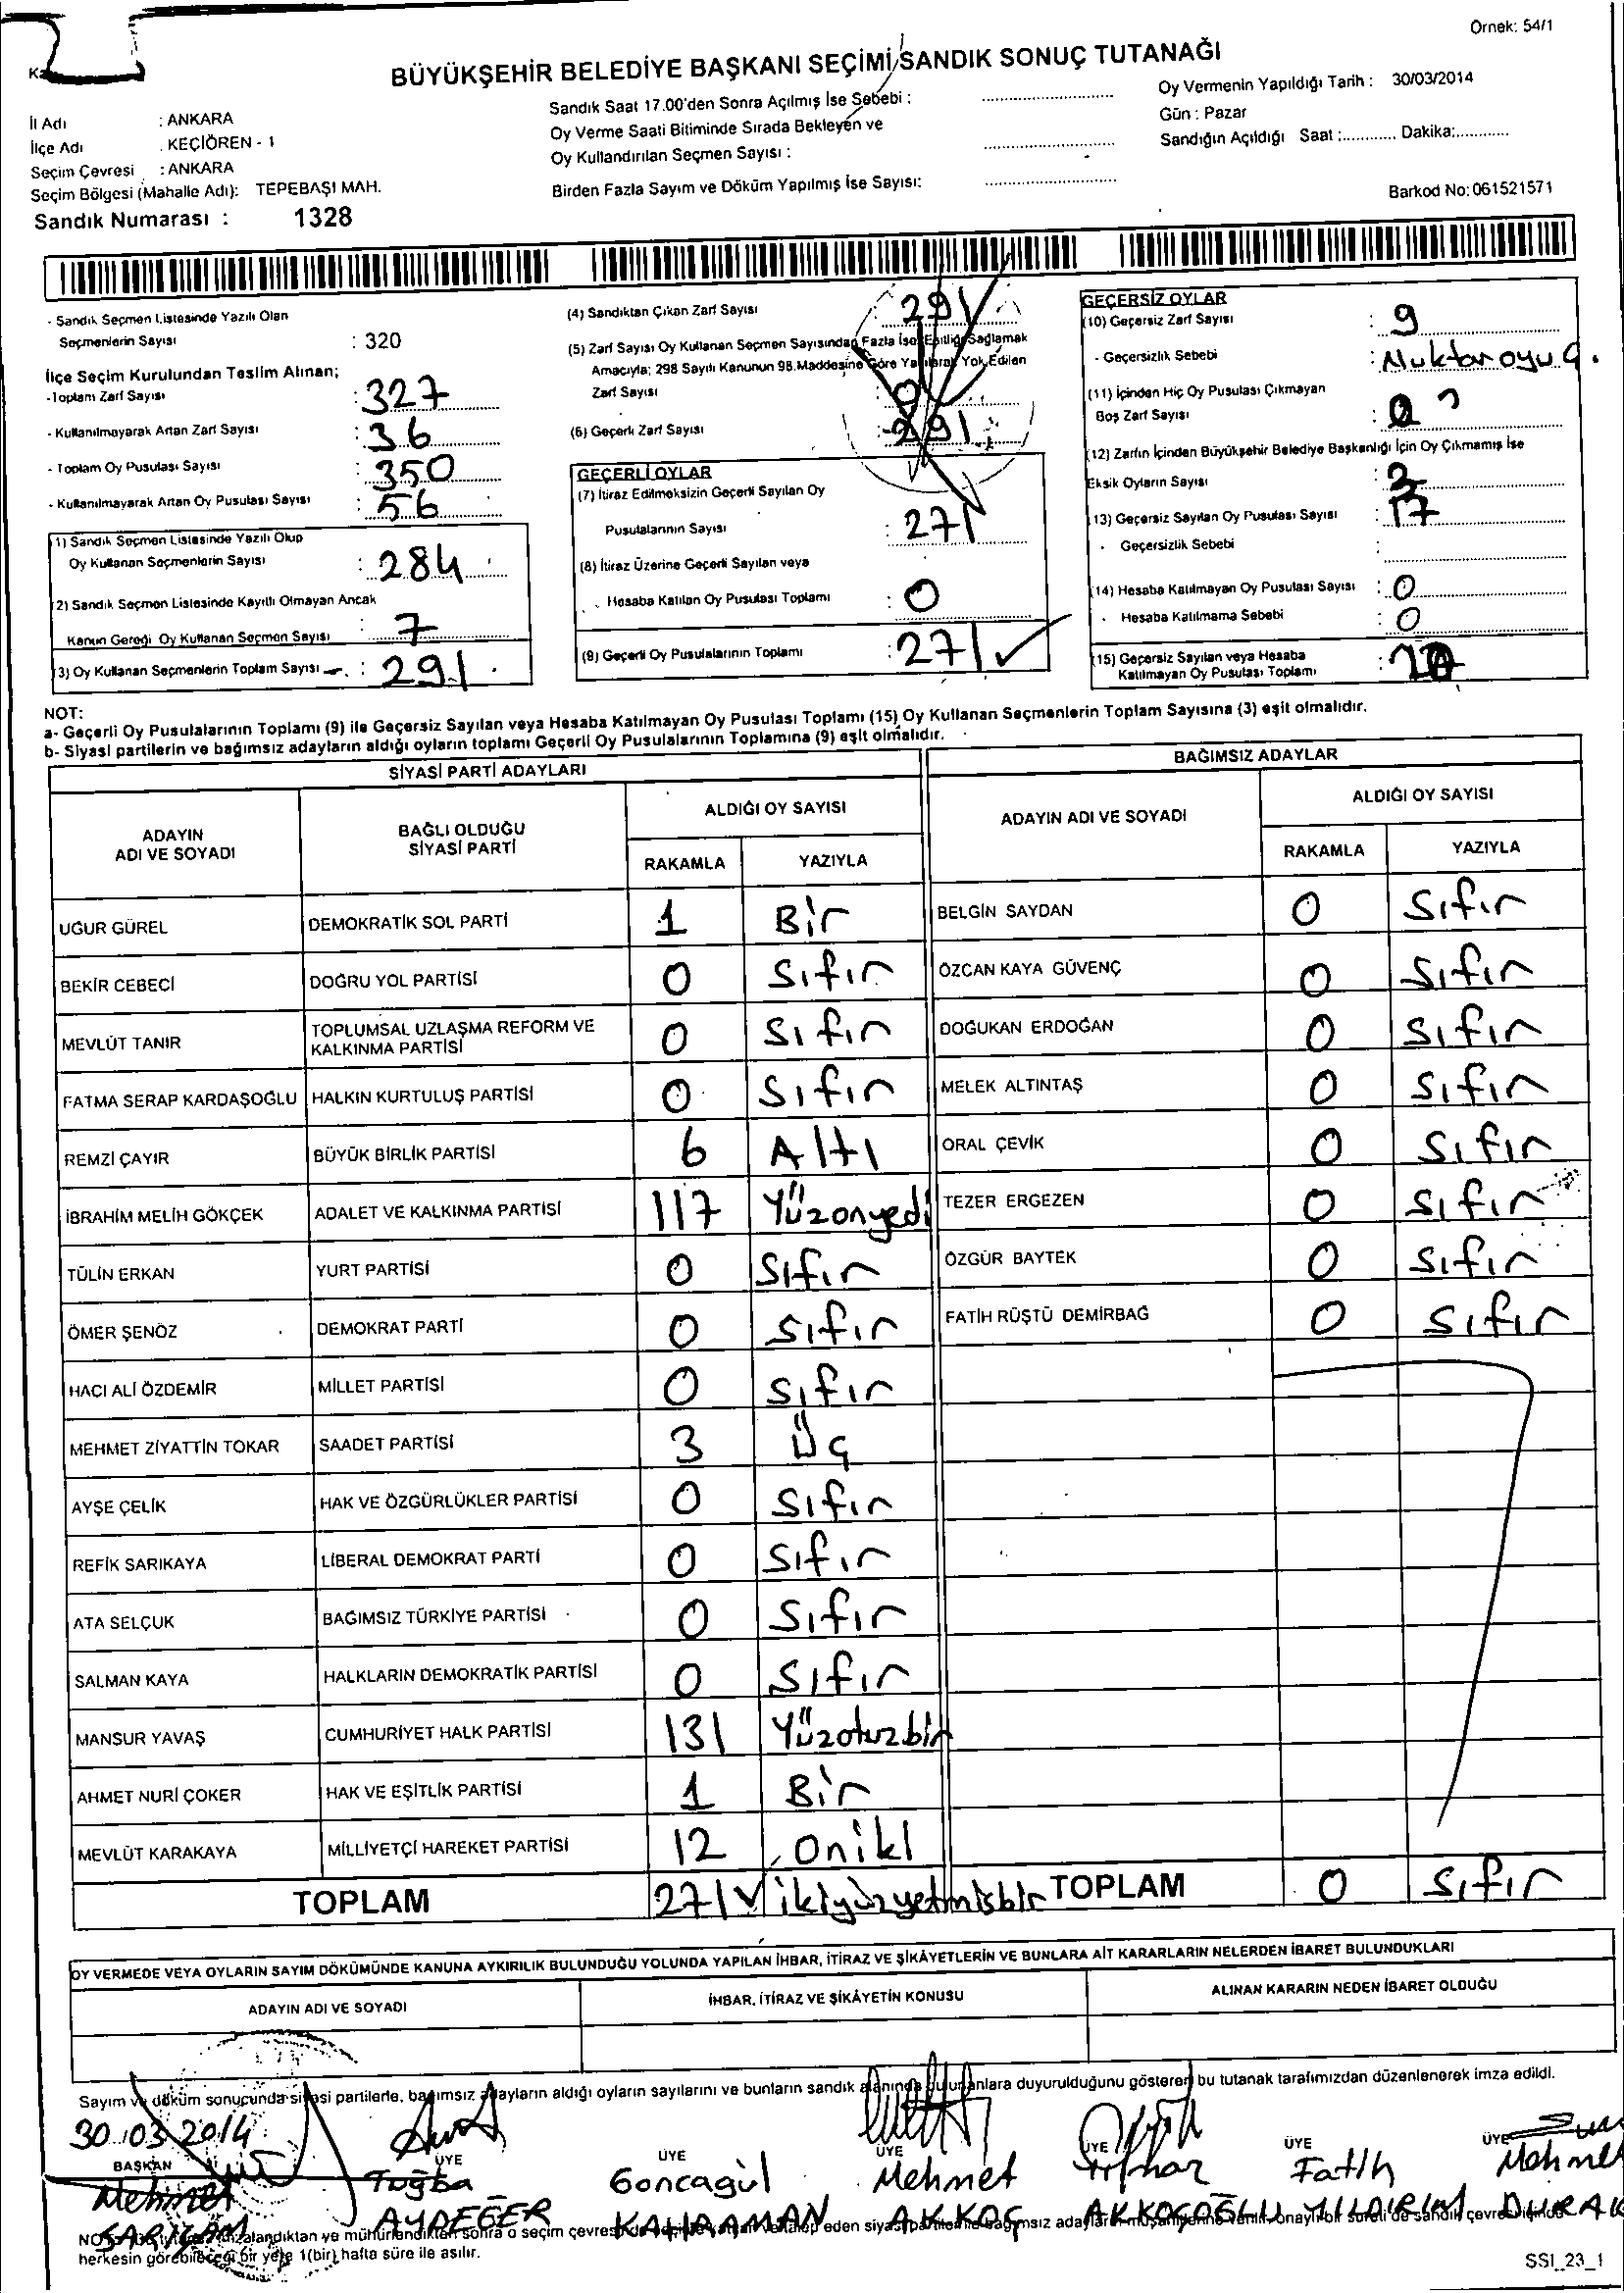 Örnek: 54/1
BÜYÜKŞEHİR BELEDİYE BAŞKANI SEÇİMİ SANDIK SONUÇ TUTANAĞI
İl Adı : ANKARA
İlçe Adı : KEÇİÖREN - 1
Seçim Çevresi : ANKARA
Seçim Bölgesi (Mahalle Adı): TEPEBAŞI MAH.
Sandık Numarası : 1328
Sandık Saat 17.00'den Sonra Açılmış İse Sebebi :
Oy Verme Saati Bitiminde Sırada Bekleyen ve
Oy Kullandırılan Seçmen Sayısı :
Birden Fazla Sayım ve Döküm Yapılmış İse Sayısı:
Oy Vermenin Yapıldığı Tarih : 30/03/2014
Gün : Pazar
Sandığın Açıldığı Saat :............ Dakika:............
Barkod No: 061521571
- Sandık Seçmen Listesinde Yazılı Olan
Seçmenlerin Sayısı : 320
İlçe Seçim Kurulundan Teslim Alınan;
-Toplam Zarf Sayısı : 327
- Kullanılmayarak Artan Zarf Sayısı : 36
- Toplam Oy Pusulası Sayısı : 350
- Kullanılmayarak Artan Oy Pusulası Sayısı : 56
(1) Sandık Seçmen Listesinde Yazılı Olup
Oy Kullanan Seçmenlerin Sayısı : 284
(2) Sandık Seçmen Listesinde Kayıtlı Olmayan Ancak
Kanun Gereği Oy Kullanan Seçmen Sayısı : 7
(3) Oy Kullanan Seçmenlerin Toplam Sayısı : 291
(4) Sandıktan Çıkan Zarf Sayısı : 291
(5) Zarf Sayısı Oy Kullanan Seçmen Sayısından Fazla İse Eşitliği Sağlamak
Amacıyla; 298 Sayılı Kanunun 98.Maddesine Göre Yapılarak Yok Edilen
Zarf Sayısı : 0
(6) Geçerli Zarf Sayısı : 291
GEÇERLİ OYLAR
(7) İtiraz Edilmeksizin Geçerli Sayılan Oy
Pusulalarının Sayısı : 271
(8) İtiraz Üzerine Geçerli Sayılan veya
Hesaba Katılan Oy Pusulası Toplamı : 0
(9) Geçerli Oy Pusulalarının Toplamı : 271
GEÇERSİZ OYLAR
(10) Geçersiz Zarf Sayısı : 9
- Geçersizlik Sebebi :
(11) İçinden Hiç Oy Pusulası Çıkmayan
Boş Zarf Sayısı :
(12) Zarfın İçinden Büyükşehir Belediye Başkanlığı İçin Oy Çıkmamış İse
Eksik Oyların Sayısı :
(13) Geçersiz Sayılan Oy Pusulası Sayısı :
- Geçersizlik Sebebi :
(14) Hesaba Katılmayan Oy Pusulası Sayısı : 0
- Hesaba Katılmama Sebebi : 0
(15) Geçersiz Sayılan veya Hesaba
Katılmayan Oy Pusulası Toplamı :
NOT:
a- Geçerli Oy Pusulalarının Toplamı (9) ile Geçersiz Sayılan veya Hesaba Katılmayan Oy Pusulası Toplamı (15) Oy Kullanan Seçmenlerin Toplam Sayısına (3) eşit olmalıdır.
b- Siyasi partilerin ve bağımsız adayların aldığı oyların toplamı Geçerli Oy Pusulalarının Toplamına (9) eşit olmalıdır.
SİYASİ PARTİ ADAYLARI
ADAYIN ADI VE SOYADI
BAĞLI OLDUĞU SİYASİ PARTİ
ALDIĞI OY SAYISI
RAKAMLA YAZIYLA
UĞUR GÜREL DEMOKRATİK SOL PARTİ 1 Bir
BEKİR CEBECİ DOĞRU YOL PARTİSİ 0 Sıfır
MEVLÜT TANIR TOPLUMSAL UZLAŞMA REFORM VE KALKINMA PARTİSİ 0 Sıfır
FATMA SERAP KARDAŞOĞLU HALKIN KURTULUŞ PARTİSİ 0 Sıfır
REMZİ ÇAYIR BÜYÜK BİRLİK PARTİSİ 6 Altı
İBRAHİM MELİH GÖKÇEK ADALET VE KALKINMA PARTİSİ 117 Yüzonyedi
TÜLİN ERKAN YURT PARTİSİ 0 Sıfır
ÖMER ŞENÖZ DEMOKRAT PARTİ 0 Sıfır
HACI ALİ ÖZDEMİR MİLLET PARTİSİ 0 Sıfır
MEHMET ZİYATTİN TOKAR SAADET PARTİSİ 3 Üç
AYŞE ÇELİK HAK VE ÖZGÜRLÜKLER PARTİSİ 0 Sıfır
REFİK SARIKAYA LİBERAL DEMOKRAT PARTİ 0 Sıfır
ATA SELÇUK BAĞIMSIZ TÜRKİYE PARTİSİ 0 Sıfır
SALMAN KAYA HALKLARIN DEMOKRATİK PARTİSİ 0 Sıfır
MANSUR YAVAŞ CUMHURİYET HALK PARTİSİ 131 Yüzotuzbir
AHMET NURİ ÇOKER HAK VE EŞİTLİK PARTİSİ 1 Bir
MEVLÜT KARAKAYA MİLLİYETÇİ HAREKET PARTİSİ 12 Oniki
TOPLAM 271 ikiyüzyetmişbir
BAĞIMSIZ ADAYLAR
ADAYIN ADI VE SOYADI
ALDIĞI OY SAYISI
RAKAMLA YAZIYLA
BELGİN SAYDAN 0 Sıfır
ÖZCAN KAYA GÜVENÇ 0 Sıfır
DOĞUKAN ERDOĞAN 0 Sıfır
MELEK ALTINTAŞ 0 Sıfır
ORAL ÇEVİK 0 Sıfır
TEZER ERGEZEN 0 Sıfır
ÖZGÜR BAYTEK 0 Sıfır
FATİH RÜŞTÜ DEMİRBAĞ 0 Sıfır
TOPLAM 0 Sıfır
OY VERMEDE VEYA OYLARIN SAYIM DÖKÜMÜNDE KANUNA AYKIRILIK BULUNDUĞU YOLUNDA YAPILAN İHBAR, İTİRAZ VE ŞİKÂYETLERİN VE BUNLARA AİT KARARLARIN NELERDEN İBARET BULUNDUKLARI
ADAYIN ADI VE SOYADI İHBAR, İTİRAZ VE ŞİKÂYETİN KONUSU ALINAN KARARIN NEDEN İBARET OLDUĞU
Sayım ve döküm sonucunda siyasi partilerle, bağımsız adayların aldığı oyların sayılarını ve bunların sandık alanında bulunanlara duyurulduğunu gösteren bu tutanak tarafımızdan düzenlenerek imza edildi.
30.03.2014
BAŞKAN ÜYE ÜYE ÜYE ÜYE ÜYE ÜYE
Mehmet Tuğba Goncagül Mehmet Fatih Mehmet
AYDEĞER KAHRAMAN AKKOÇ AKKOÇOĞLU YILDIRIM DURAK
herkesin görebileceği bir yere 1(bir) hafta süre ile asılır.
SSI_23_1